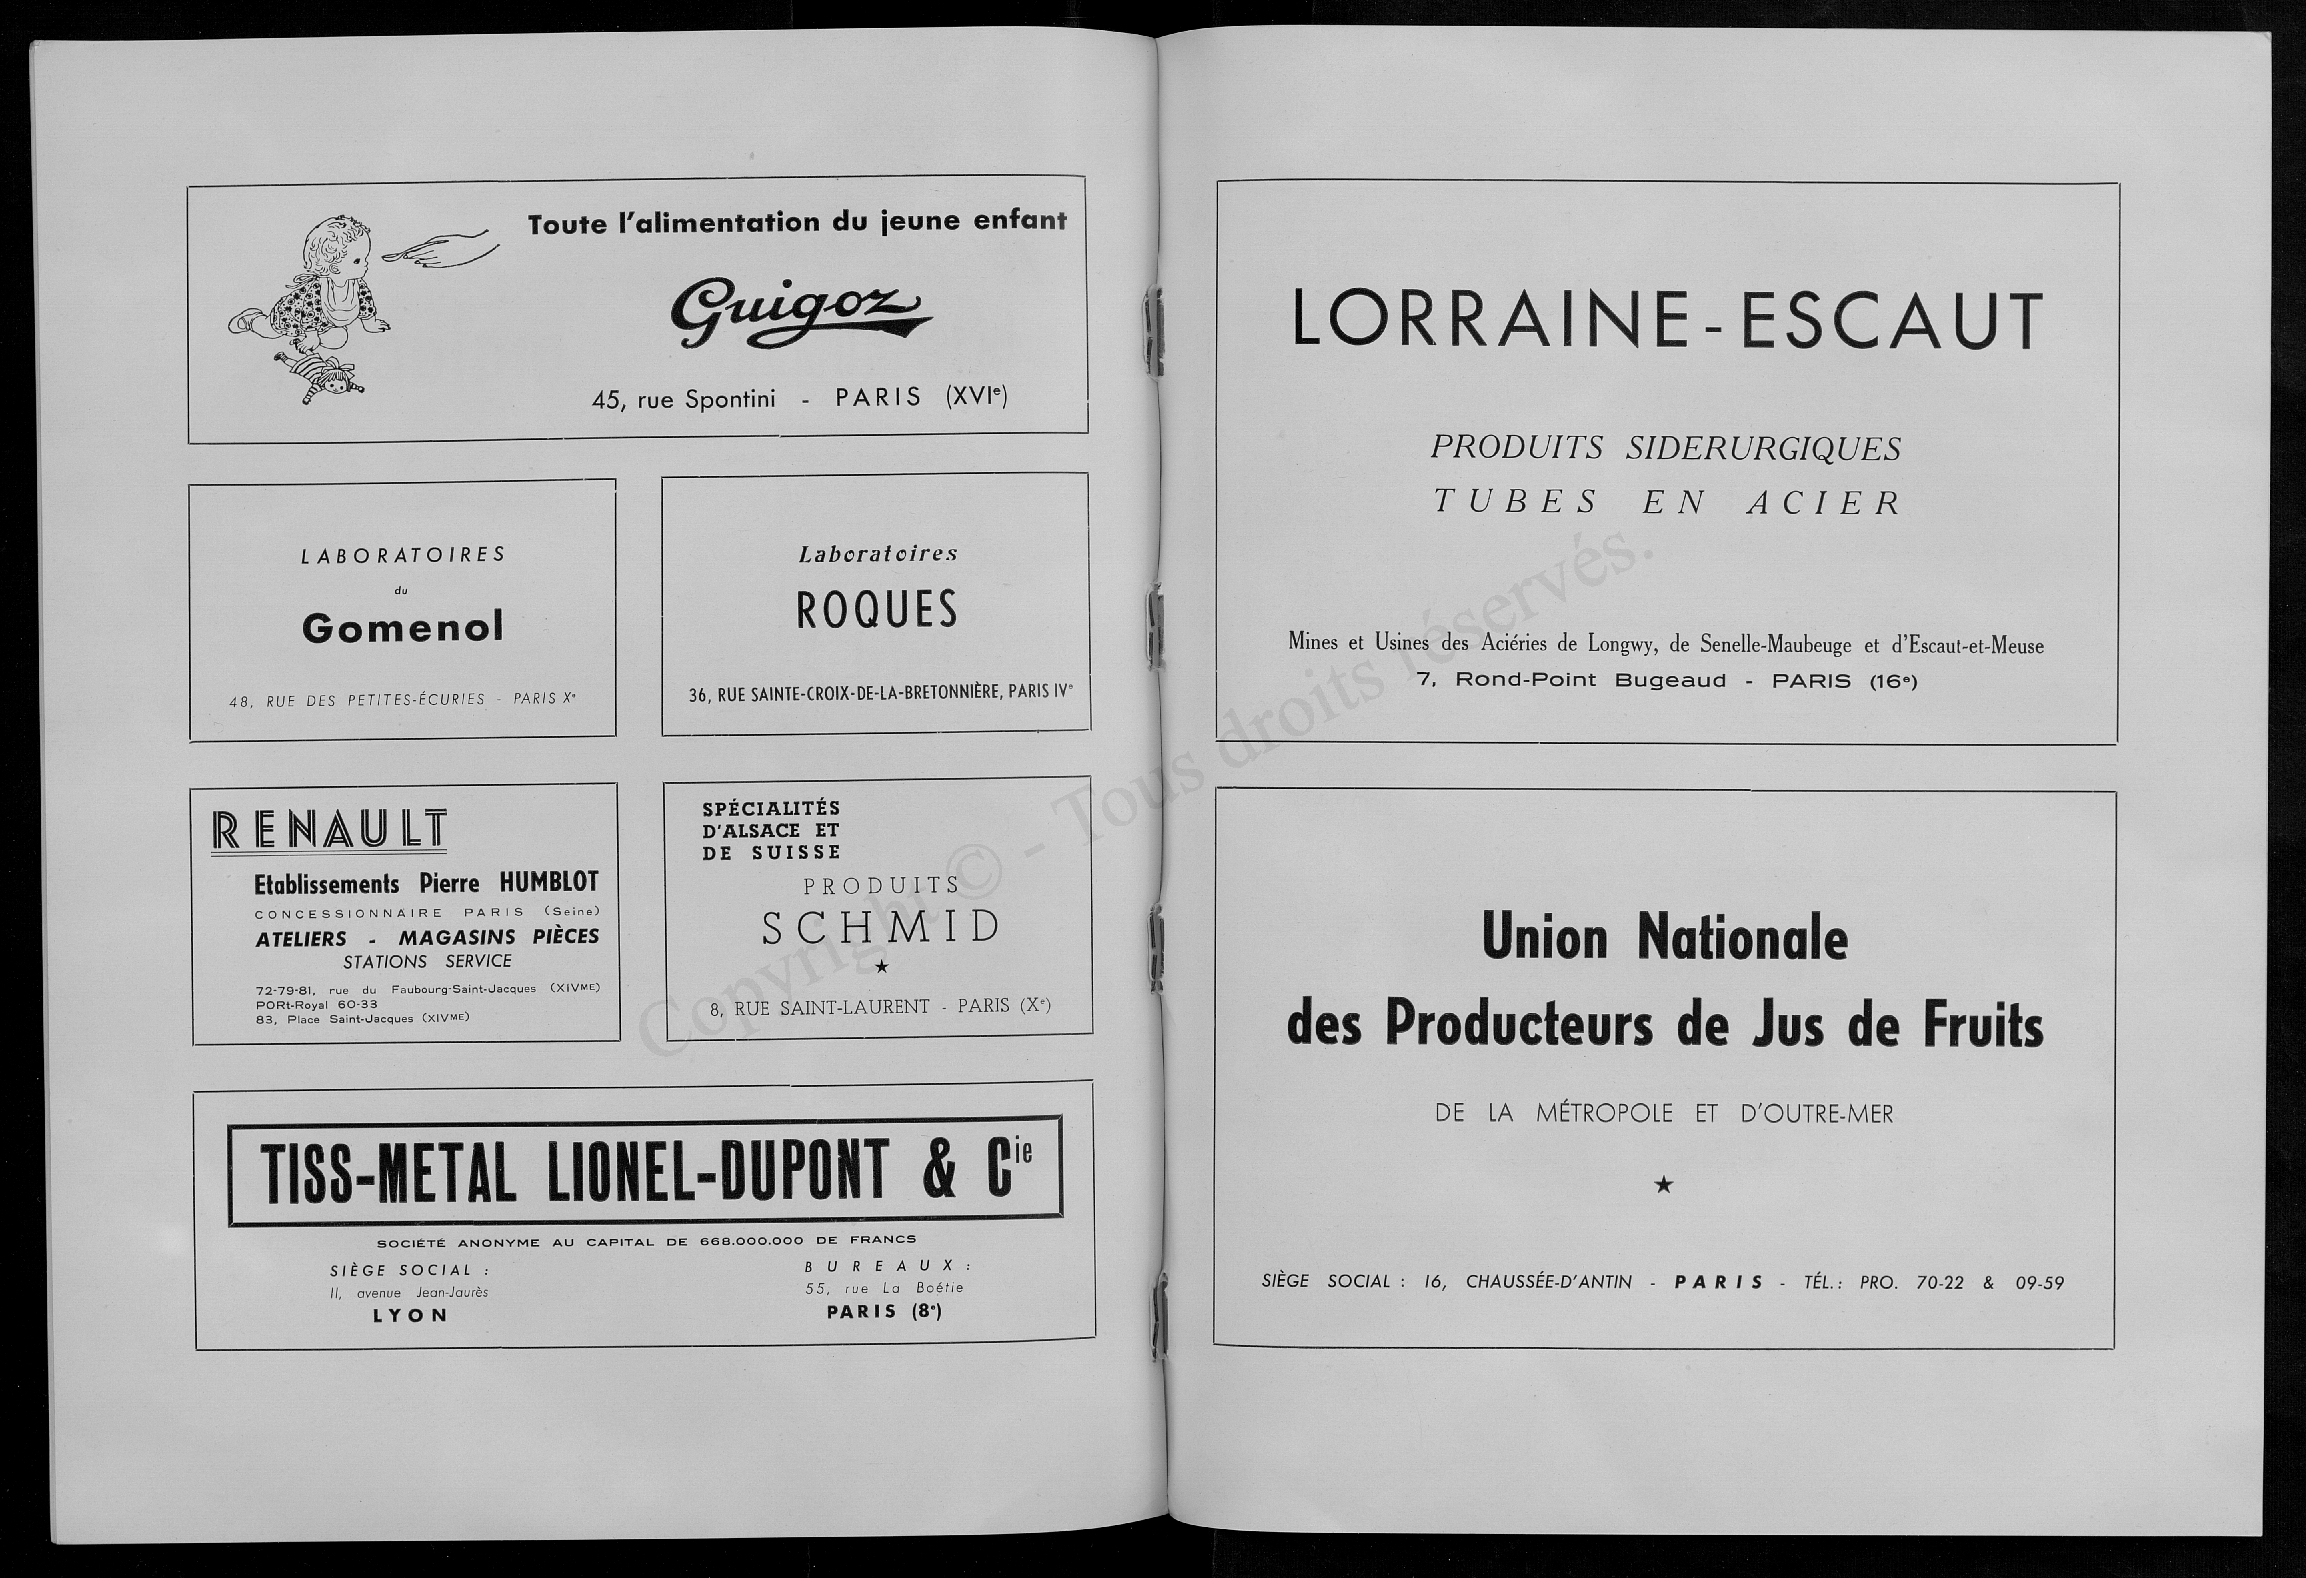 Toute l'alimentation du jeune enfant
Guigoz
45, rue Spontini - PARIS (XVIe)
LABORATOIRES
du
Gomenol
48, RUE DES PETITES-ÉCURIES - PARIS Xe
Laboratoires
ROQUES
36, RUE SAINTE-CROIX-DE-LA-BRETONNIÈRE, PARIS IVe
RENAULT
Etablissements Pierre HUMBLOT
CONCESSIONNAIRE PARIS (Seine)
ATELIERS - MAGASINS PIÈCES
STATIONS SERVICE
72-79-81, rue du Faubourg-Saint-Jacques (XIVME)
PORt-Royal 60-33
83, Place Saint-Jacques (XIVME)
SPÉCIALITÉS
D'ALSACE ET
DE SUISSE
PRODUITS
SCHMID
★
8, RUE SAINT-LAURENT - PARIS (Xe)
TISS-METAL LIONEL-DUPONT & Cie
SOCIÉTÉ ANONYME AU CAPITAL DE 668.000.000 DE FRANCS
SIÈGE SOCIAL :
11, avenue Jean-Jaurès
LYON
BUREAUX :
55, rue La Boétie
PARIS (8e)
LORRAINE-ESCAUT
PRODUITS SIDERURGIQUES
TUBES EN ACIER
Mines et Usines des Aciéries de Longwy, de Senelle-Maubeuge et d'Escaut-et-Meuse
7, Rond-Point Bugeaud - PARIS (16e)
Union Nationale
des Producteurs de Jus de Fruits
DE LA MÉTROPOLE ET D'OUTRE-MER
★
SIÈGE SOCIAL : 16, CHAUSSÉE-D'ANTIN - PARIS - TÉL. : PRO. 70-22 & 09-59
Copyright © - Tous droits réservés.